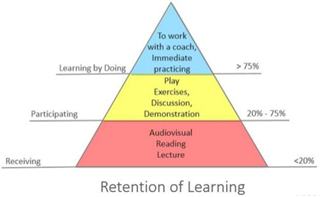 To work
with a coach,
Immediate
practicing
Learning by Doing
> 75%
Play
Exercises,
Discussion,
Demonstration
Participating
20% - 75%
Audiovisual
Reading
Lecture
Receiving
<20%
Retention of Learning